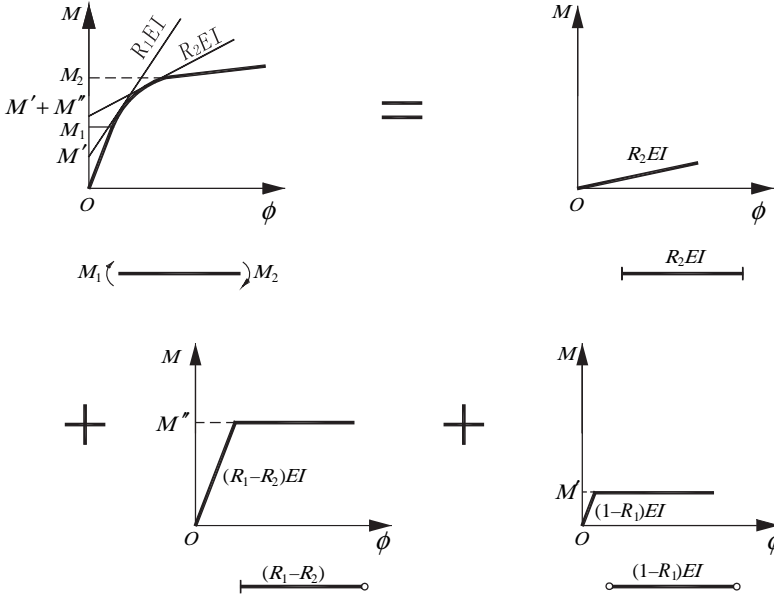 M
R₁EI
R₂EI
M₂
M′ + M″
M₁
M′
O
ϕ
M₁
M₂
=
M
R₂EI
O
ϕ
R₂EI
+
M
M″
(R₁–R₂)EI
O
ϕ
(R₁–R₂)
+
M
M′
(1–R₁)EI
O
ϕ
(1–R₁)EI